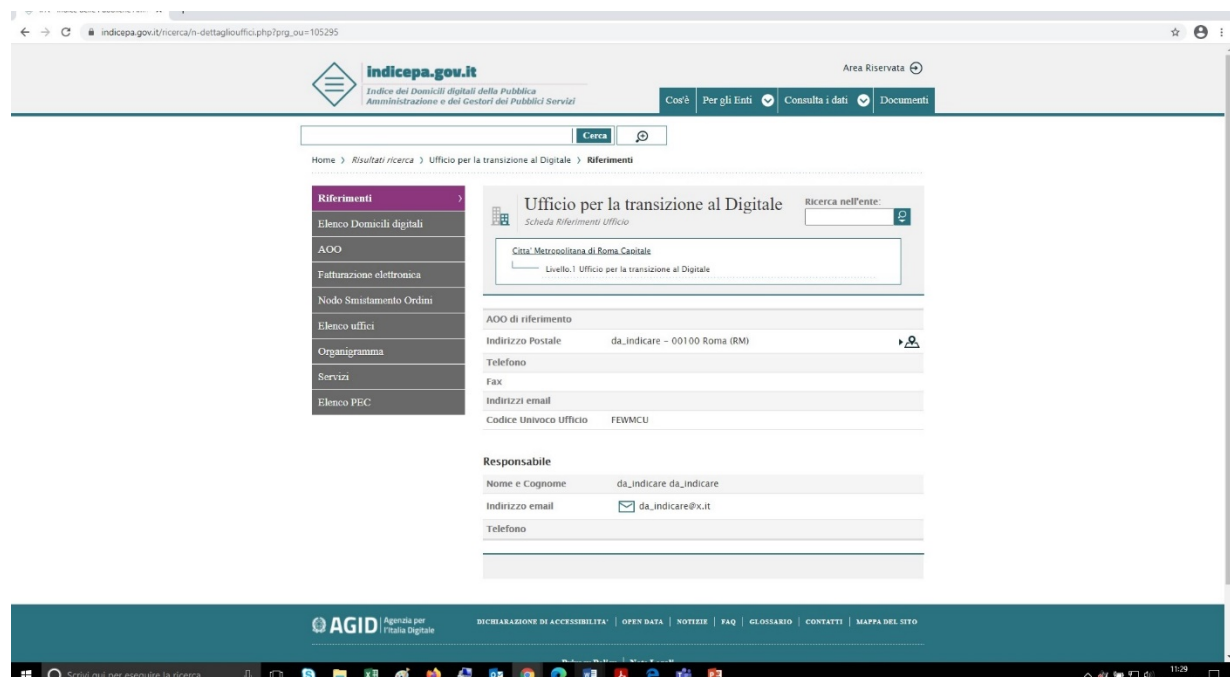 indicepa.gov.it/ricerca/n-dettagliouffici.php?prg_ou=105295
indicepa.gov.it
Indice dei Domicili digitali della Pubblica
Amministrazione e dei Gestori dei Pubblici Servizi
Area Riservata
Cos'è Per gli Enti Consulta i dati Documenti
Cerca
Home > Risultati ricerca > Ufficio per la transizione al Digitale > Riferimenti
Riferimenti
Elenco Domicili digitali
AOO
Fatturazione elettronica
Nodo Smistamento Ordini
Elenco uffici
Organigramma
Servizi
Elenco PEC
Ufficio per la transizione al Digitale
Scheda Riferimenti Ufficio
Ricerca nell'ente:
Citta' Metropolitana di Roma Capitale
Livello.1 Ufficio per la transizione al Digitale
AOO di riferimento
Indirizzo Postale da_indicare - 00100 Roma (RM)
Telefono
Fax
Indirizzi email
Codice Univoco Ufficio FEWMCU
Responsabile
Nome e Cognome da_indicare da_indicare
Indirizzo email da_indicare@x.it
Telefono
AGID Agenzia per
l'Italia Digitale
DICHIARAZIONE DI ACCESSIBILITA' | OPEN DATA | NOTIZIE | FAQ | GLOSSARIO | CONTATTI | MAPPA DEL SITO
Scrivi qui per eseguire la ricerca
11:29